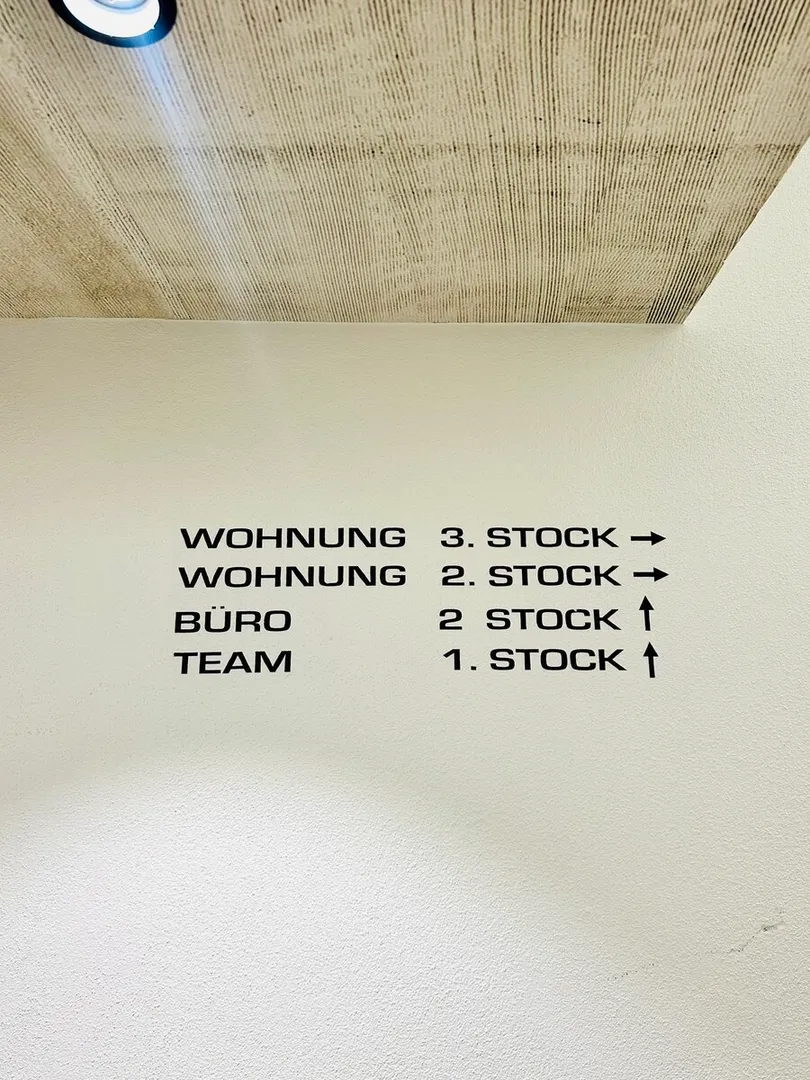 WOHNUNG 3. STOCK →
WOHNUNG 2. STOCK →
BÜRO 2 STOCK ↑
TEAM 1. STOCK ↑